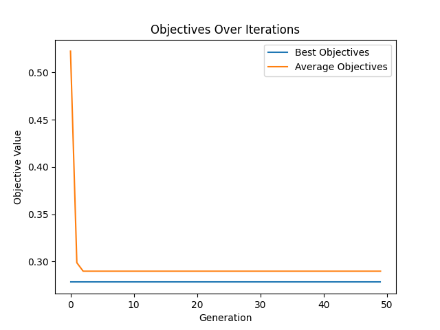 Objectives Over Iterations
Best Objectives
Average Objectives
Objective Value
0.50
0.45
0.40
0.35
0.30
0
10
20
30
40
50
Generation